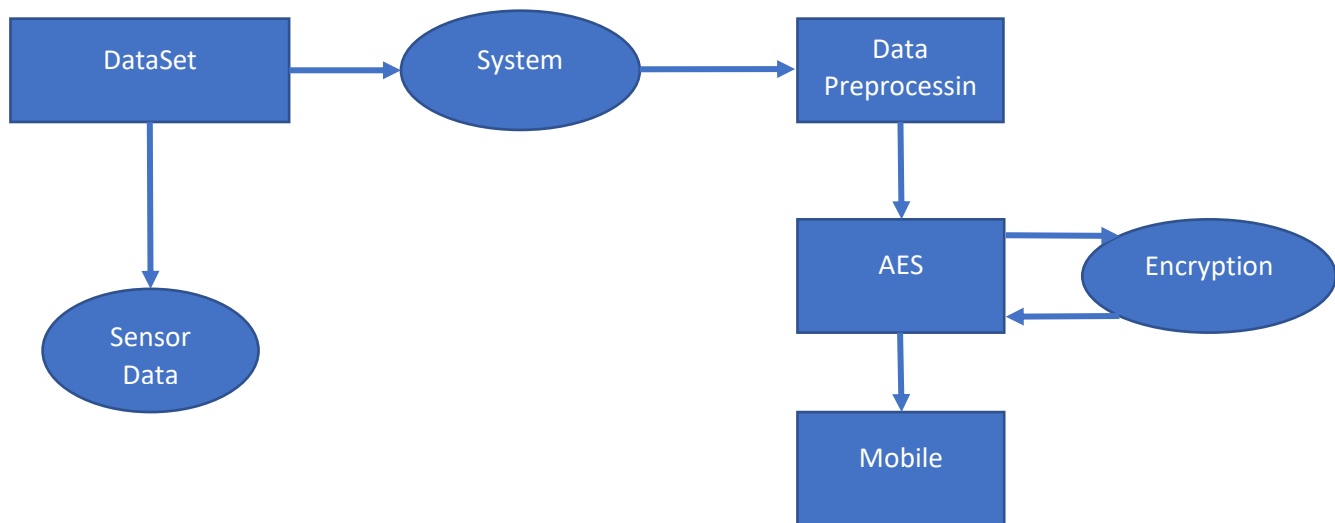 DataSet
System
Data
Preprocessin
AES
Encryption
Sensor
Data
Mobile